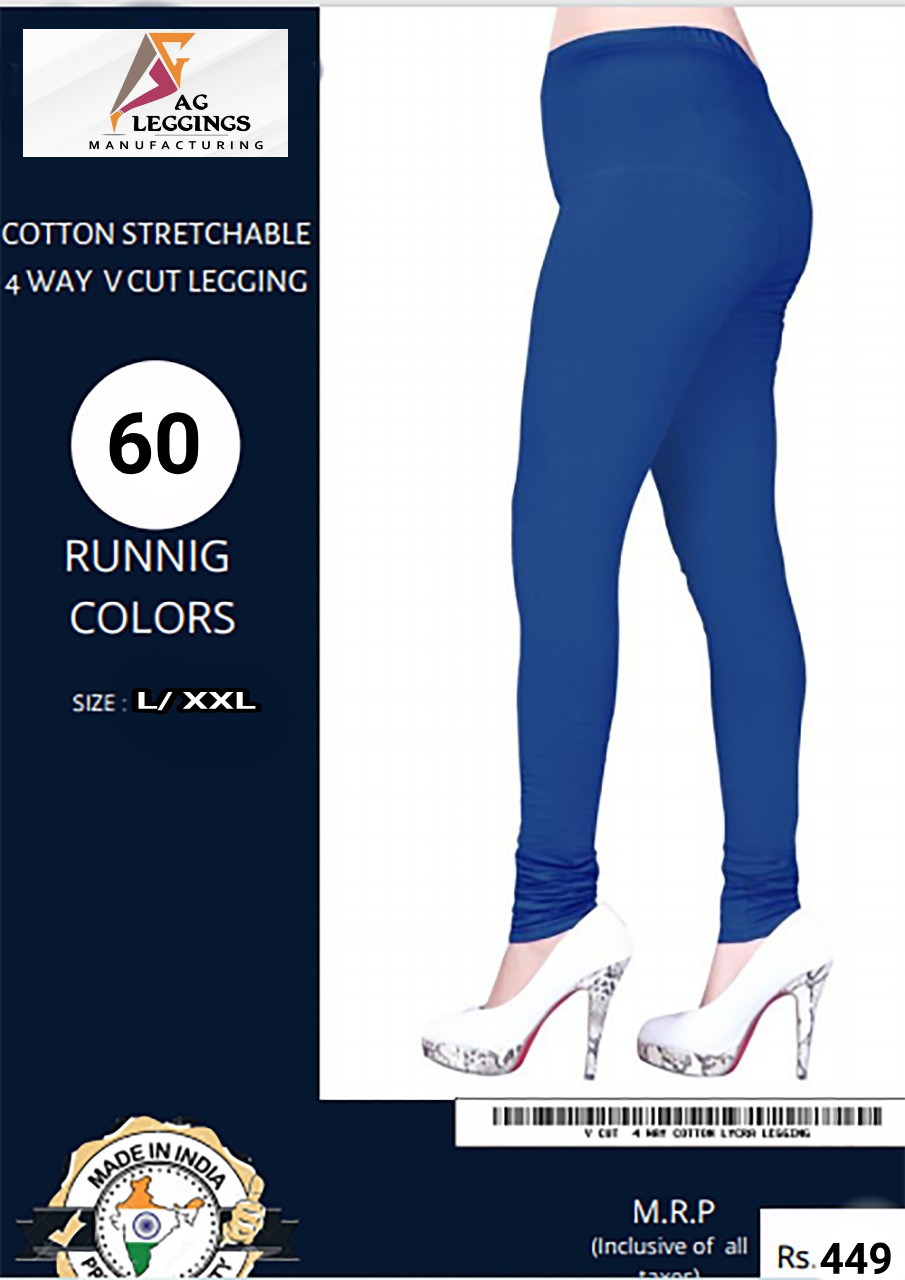 AG
LEGGINGS
MANUFACTURING
COTTON STRETCHABLE
4 WAY V CUT LEGGING
60
RUNNIG
COLORS
SIZE : L/ XXL
V CUT 4 WAY COTTON LYCRA LEGGING
MADE IN INDIA
M.R.P
(Inclusive of all
taxes)
Rs. 449